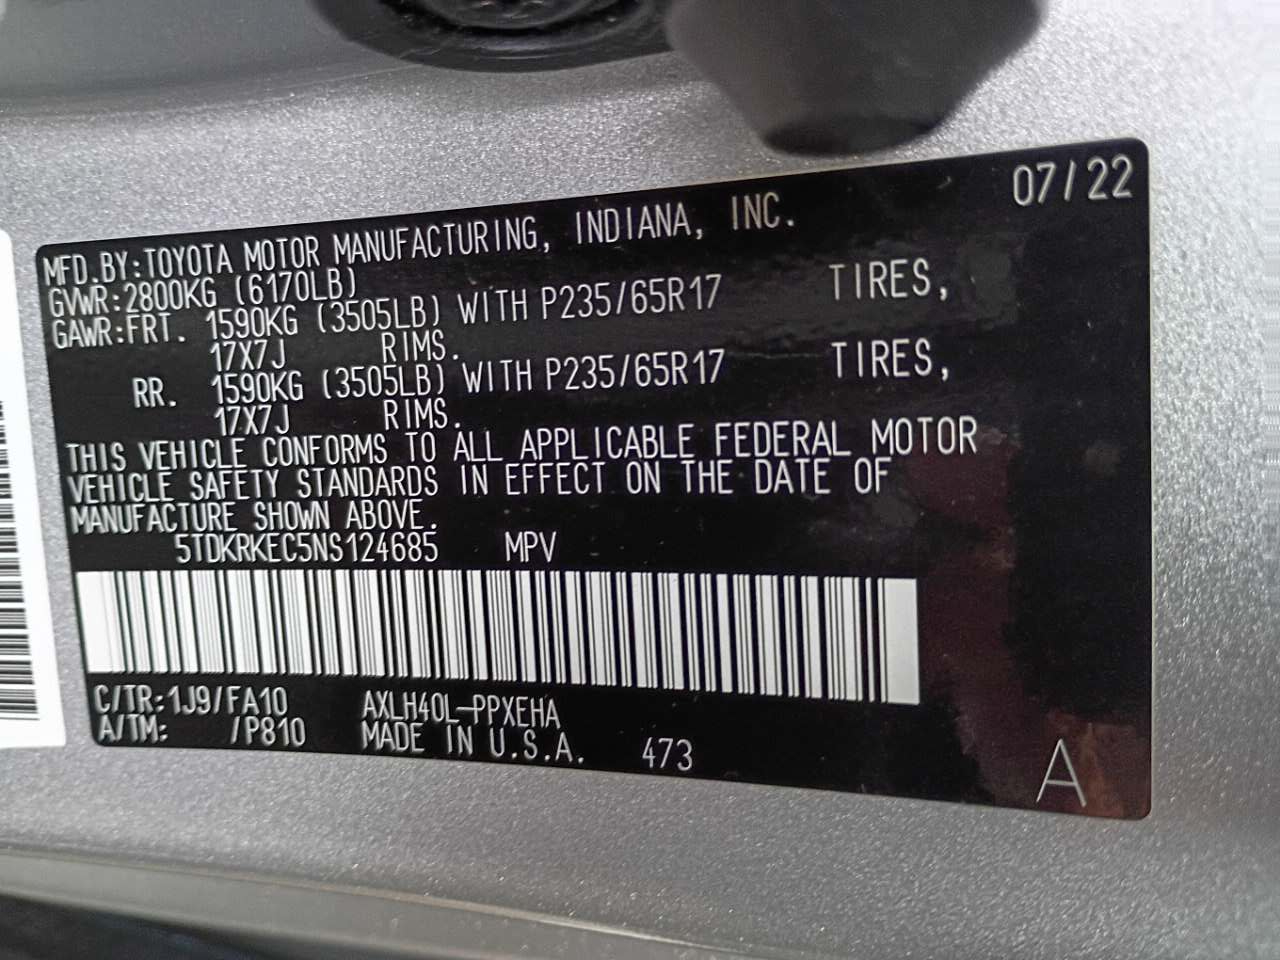 07/22
MFD.BY:TOYOTA MOTOR MANUFACTURING, INDIANA, INC.
GVWR:2800KG (6170LB)
GAWR:FRT. 1590KG (3505LB) WITH P235/65R17 TIRES,
17X7J RIMS.
RR. 1590KG (3505LB) WITH P235/65R17 TIRES,
17X7J RIMS.
THIS VEHICLE CONFORMS TO ALL APPLICABLE FEDERAL MOTOR
VEHICLE SAFETY STANDARDS IN EFFECT ON THE DATE OF
MANUFACTURE SHOWN ABOVE.
5TDKRKEC5NS124685 MPV
C/TR:1J9/FA10 AXLH40L-PPXEHA
A/TM: /P810 MADE IN U.S.A. 473
A